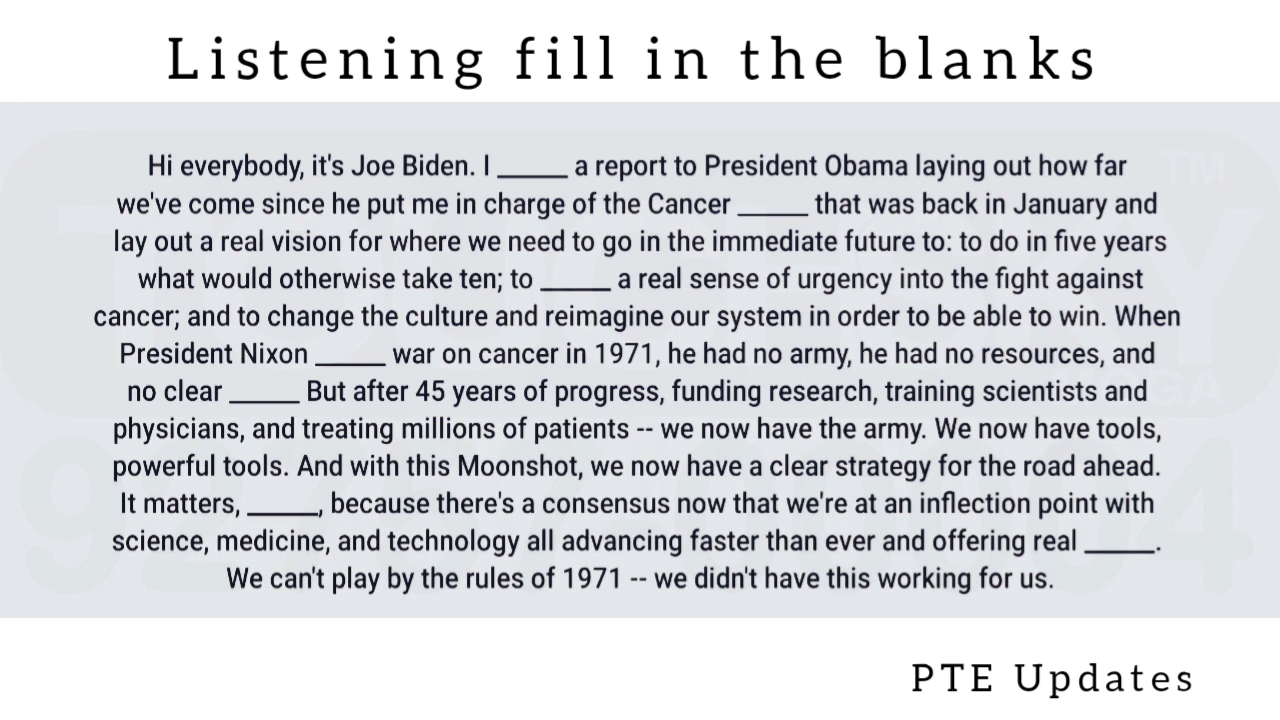 Listening fill in the blanks
Hi everybody, it's Joe Biden. I _____ a report to President Obama laying out how far
we've come since he put me in charge of the Cancer _____ that was back in January and
lay out a real vision for where we need to go in the immediate future to: to do in five years
what would otherwise take ten; to _____ a real sense of urgency into the fight against
cancer; and to change the culture and reimagine our system in order to be able to win. When
President Nixon _____ war on cancer in 1971, he had no army, he had no resources, and
no clear _____ But after 45 years of progress, funding research, training scientists and
physicians, and treating millions of patients -- we now have the army. We now have tools,
powerful tools. And with this Moonshot, we now have a clear strategy for the road ahead.
It matters, _____, because there's a consensus now that we're at an inflection point with
science, medicine, and technology all advancing faster than ever and offering real _____.
We can't play by the rules of 1971 -- we didn't have this working for us.
PTE Updates